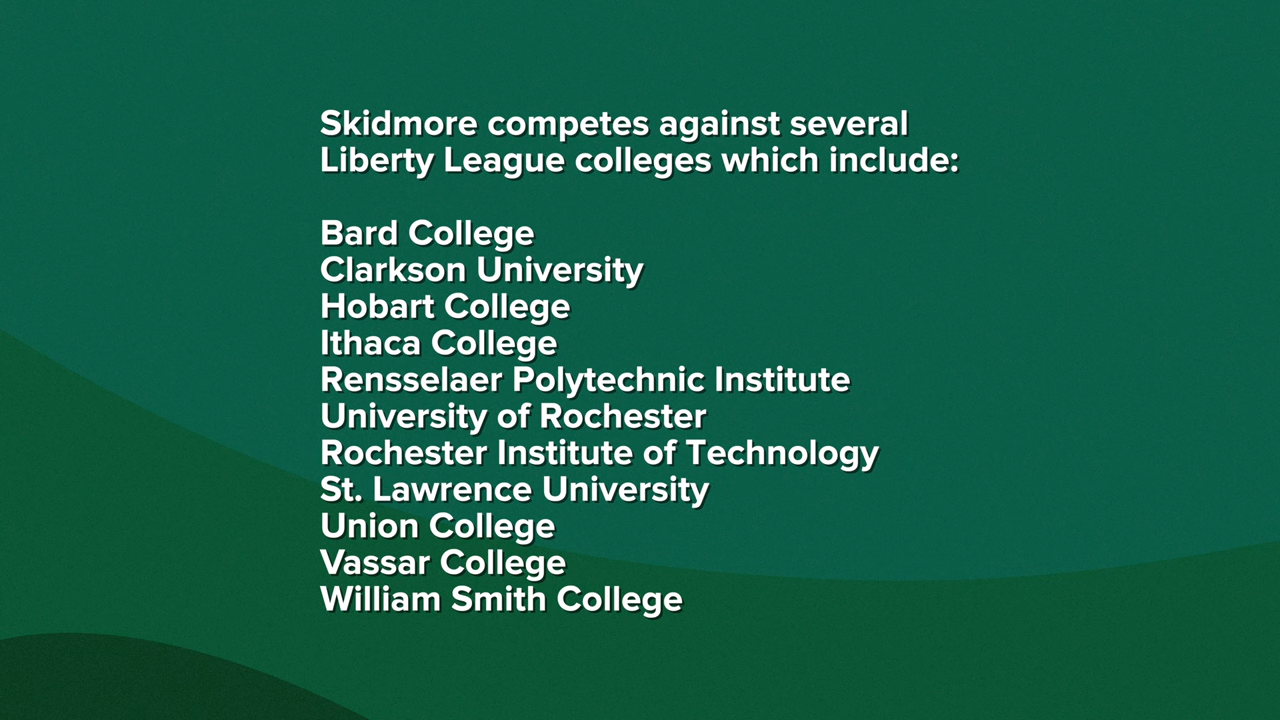 Skidmore competes against several
Liberty League colleges which include:
Bard College
Clarkson University
Hobart College
Ithaca College
Rensselaer Polytechnic Institute
University of Rochester
Rochester Institute of Technology
St. Lawrence University
Union College
Vassar College
William Smith College